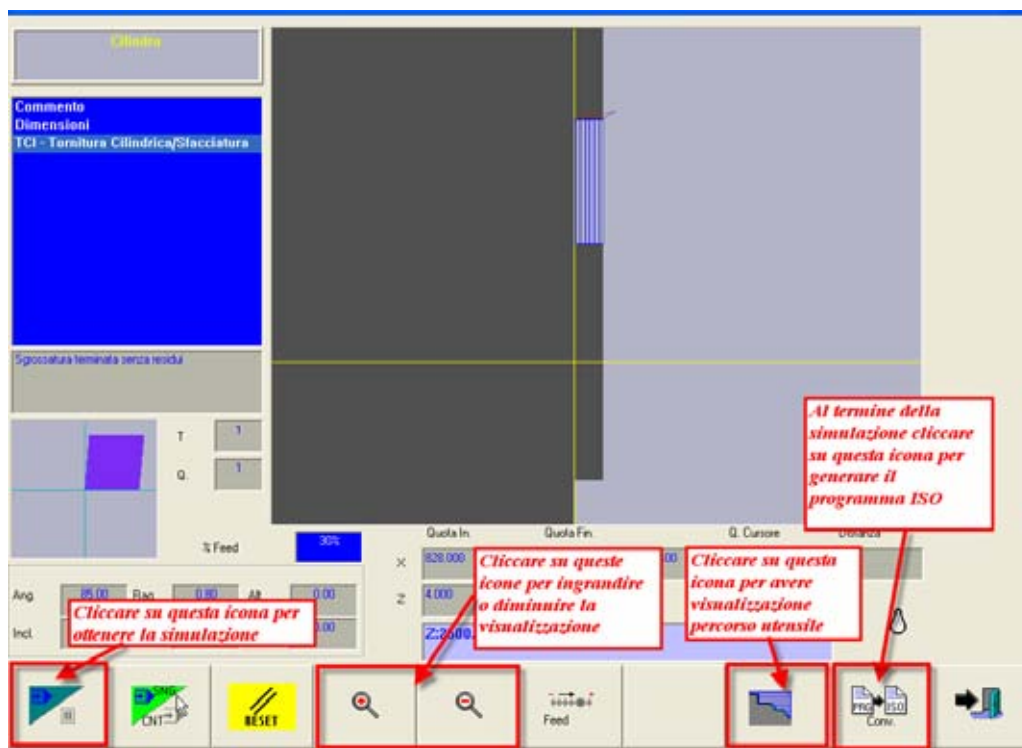 Cilindro
Commento
Dimensioni
TCI - Tornitura Cilindrica/Sfacciatura
Sgrossatura terminata senza residui
T 1
Q. 1
% Feed 30%
Quota In. Quota Fin. Q. Cursore Distanza
X 828.000
Z 4.000
Z:2600.
Ang. 85.00 Rag. 0.80 Alt. 0.00
Incl.
Cliccare su questa icona per
ottenere la simulazione
Cliccare su queste
icone per ingrandire
o diminuire la
visualizzazione
Cliccare su questa
icona per avere
visualizzazione
percorso utensile
Al termine della
simulazione cliccare
su questa icona per
generare il
programma ISO
SNG
CNT
RESET
Feed
PRG ISO
Conv.